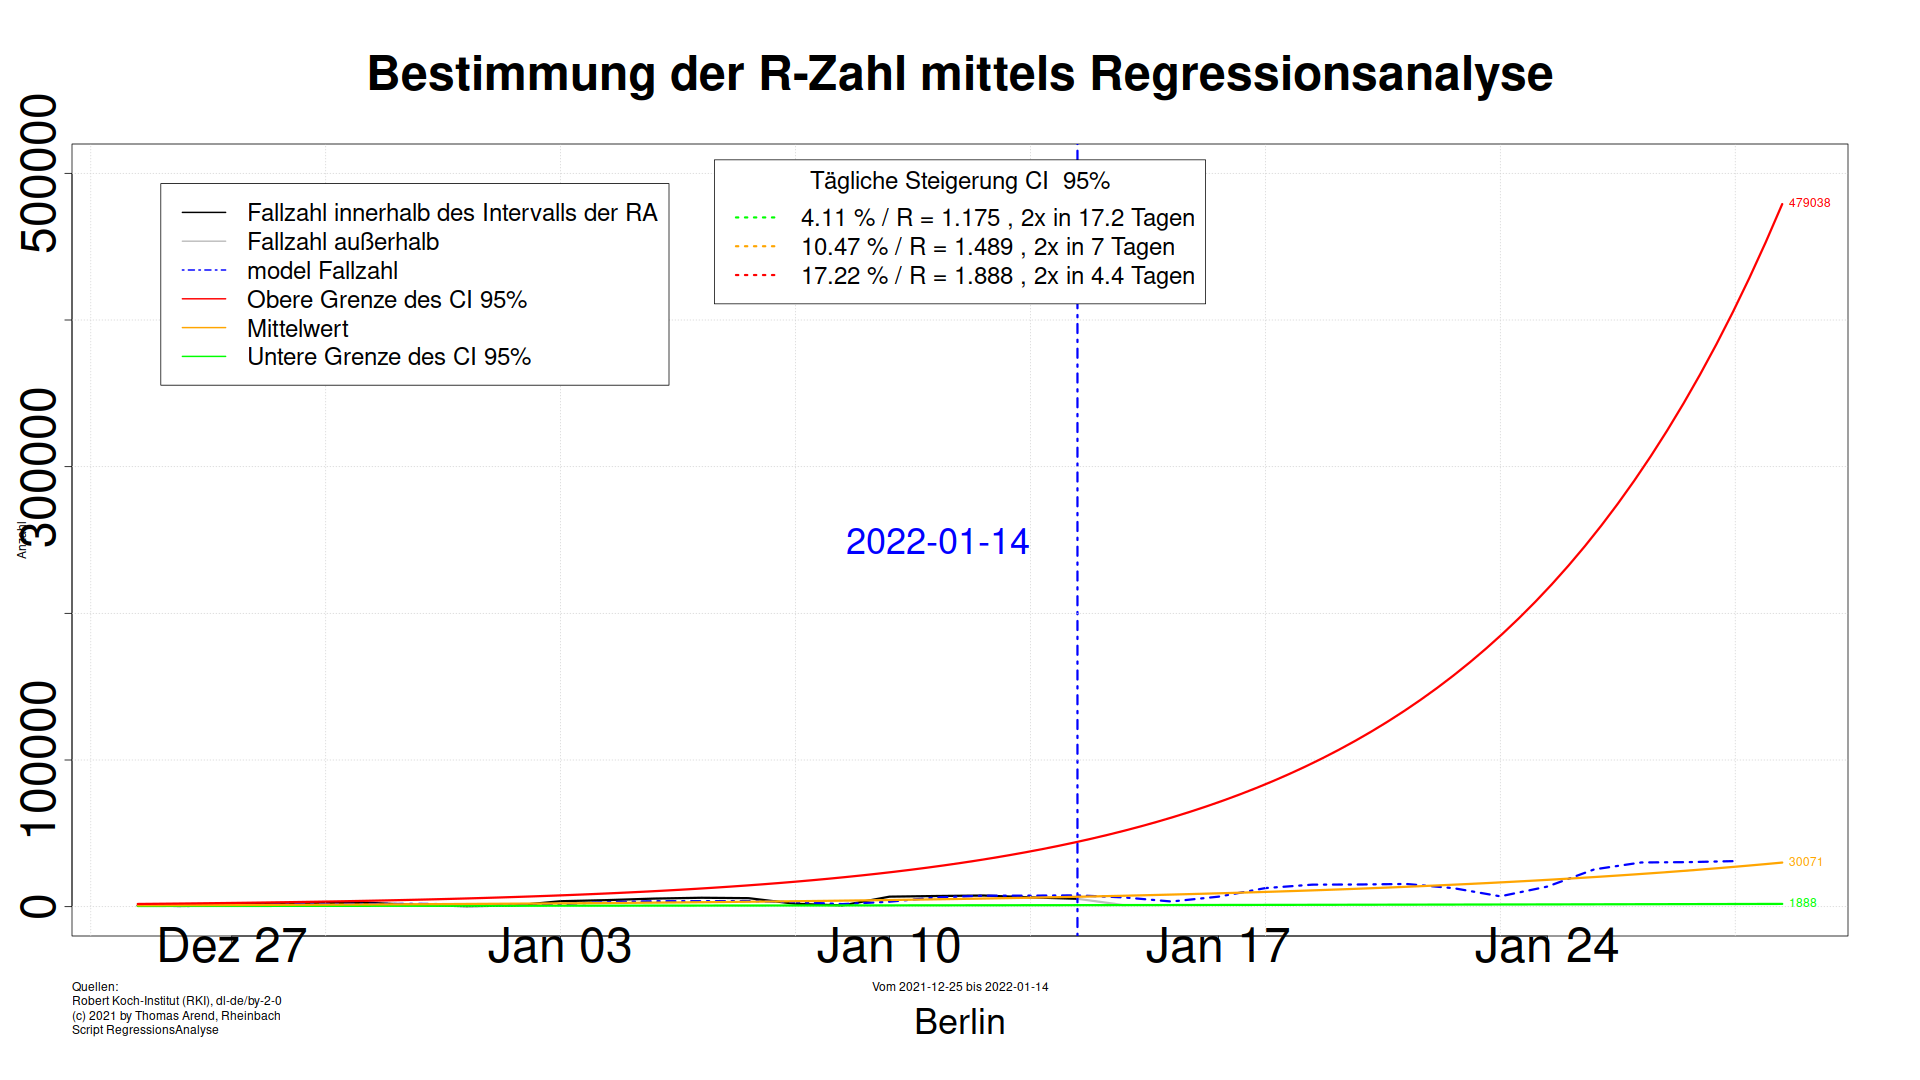 Bestimmung der R-Zahl mittels Regressionsanalyse
500000
300000
100000
0
Anzahl
Fallzahl innerhalb des Intervalls der RA
Fallzahl außerhalb
model Fallzahl
Obere Grenze des CI 95%
Mittelwert
Untere Grenze des CI 95%
Tägliche Steigerung CI 95%
4.11 % / R = 1.175 , 2x in 17.2 Tagen
10.47 % / R = 1.489 , 2x in 7 Tagen
17.22 % / R = 1.888 , 2x in 4.4 Tagen
479038
2022-01-14
30071
1888
Dez 27
Jan 03
Jan 10
Jan 17
Jan 24
Quellen:
Robert Koch-Institut (RKI), dl-de/by-2-0
(c) 2021 by Thomas Arend, Rheinbach
Script RegressionsAnalyse
Vom 2021-12-25 bis 2022-01-14
Berlin